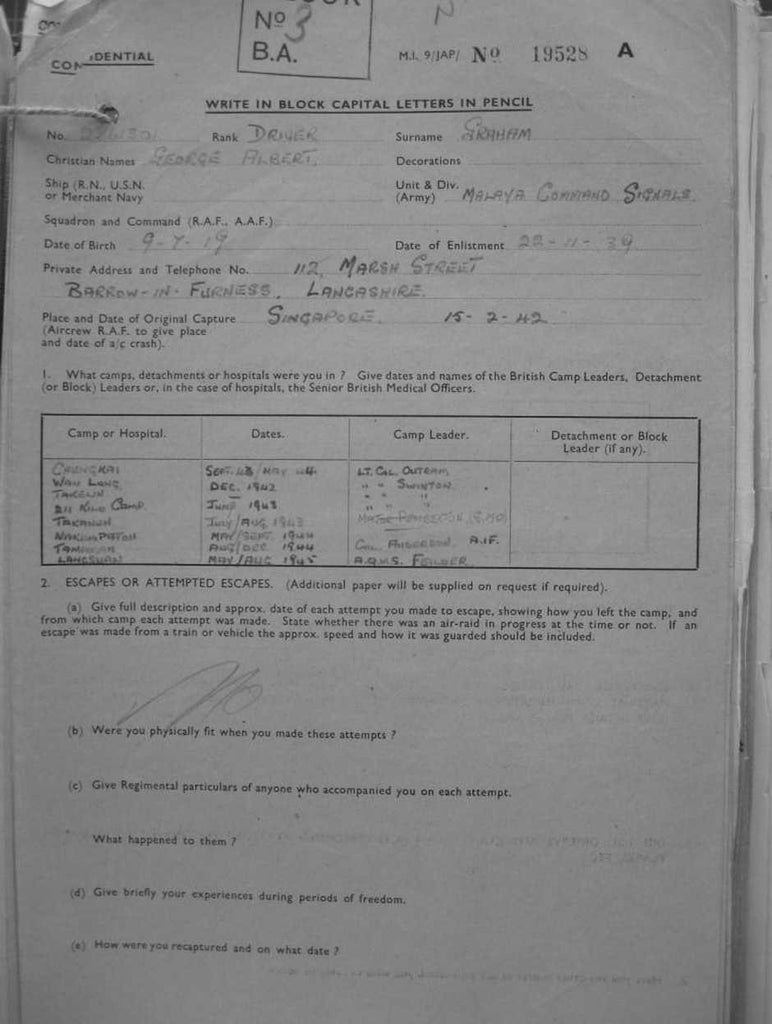 No 3
B.A.
N
CONFIDENTIAL
M.I. 9/JAP/ No 19528 A
WRITE IN BLOCK CAPITAL LETTERS IN PENCIL
No. Rank DRIVER Surname GRAHAM
Christian Names GEORGE ALBERT. Decorations
Ship (R.N., U.S.N. or Merchant Navy
Unit & Div. (Army) MALAYA COMMAND SIGNALS.
Squadron and Command (R.A.F., A.A.F.)
Date of Birth 9-7-19 Date of Enlistment 22-11-39
Private Address and Telephone No. 112, MARSH STREET
BARROW-IN-FURNESS, LANCASHIRE.
Place and Date of Original Capture SINGAPORE. 15-2-42
(Aircrew R.A.F. to give place
and date of a/c crash).
1. What camps, detachments or hospitals were you in ? Give dates and names of the British Camp Leaders, Detachment
(or Block) Leaders or, in the case of hospitals, the Senior British Medical Officers.
Camp or Hospital. Dates. Camp Leader. Detachment or Block
Leader (if any).
CHUNGKAI SEPT. 43/MAY 44 LT. COL. OUTRAM
WAN LANG DEC. 1942 " " SWINTON
TAKELIN " " "
211 KILO CAMP. JUNE 1943 " " "
TAKANUN JULY/AUG 1943
MAY/SEPT. 1944 COL. ANDERSON A.I.F.
AUG/DEC 1944
LANGSUAN MAY/AUG 1945 A.Q.M.S. FEILDER
2. ESCAPES OR ATTEMPTED ESCAPES. (Additional paper will be supplied on request if required).
(a) Give full description and approx. date of each attempt you made to escape, showing how you left the camp, and
from which camp each attempt was made. State whether there was an air-raid in progress at the time or not. If an
escape was made from a train or vehicle the approx. speed and how it was guarded should be included.
No
(b) Were you physically fit when you made these attempts ?
(c) Give Regimental particulars of anyone who accompanied you on each attempt.
What happened to them ?
(d) Give briefly your experiences during periods of freedom.
(e) How were you recaptured and on what date ?